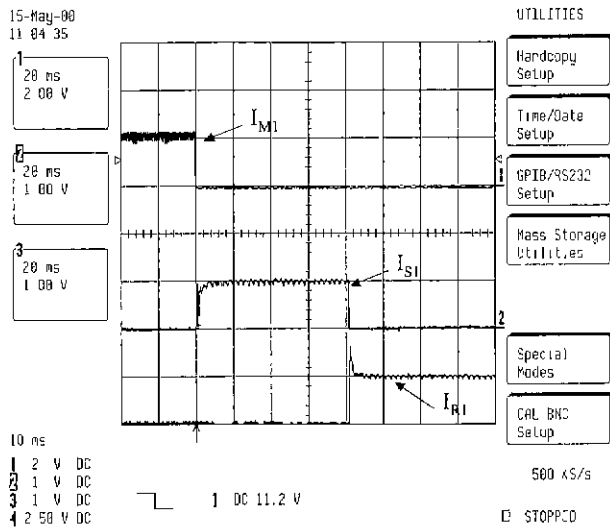 15-May-00
11 04 35
1
20 ms
2 00 V
2
20 ms
1 00 V
3
20 ms
1 00 V
I_M1
I_S1
2
I_R1
10 ms
1 2 V DC
2 1 V DC
3 1 V DC
4 2 50 V DC
1 DC 11.2 V
UTILITIES
Hardcopy
Setup
Time/Date
Setup
GPIB/RS232
Setup
Mass Storage
Utilities
Special
Modes
CAL BNC
Setup
500 kS/s
STOPPED